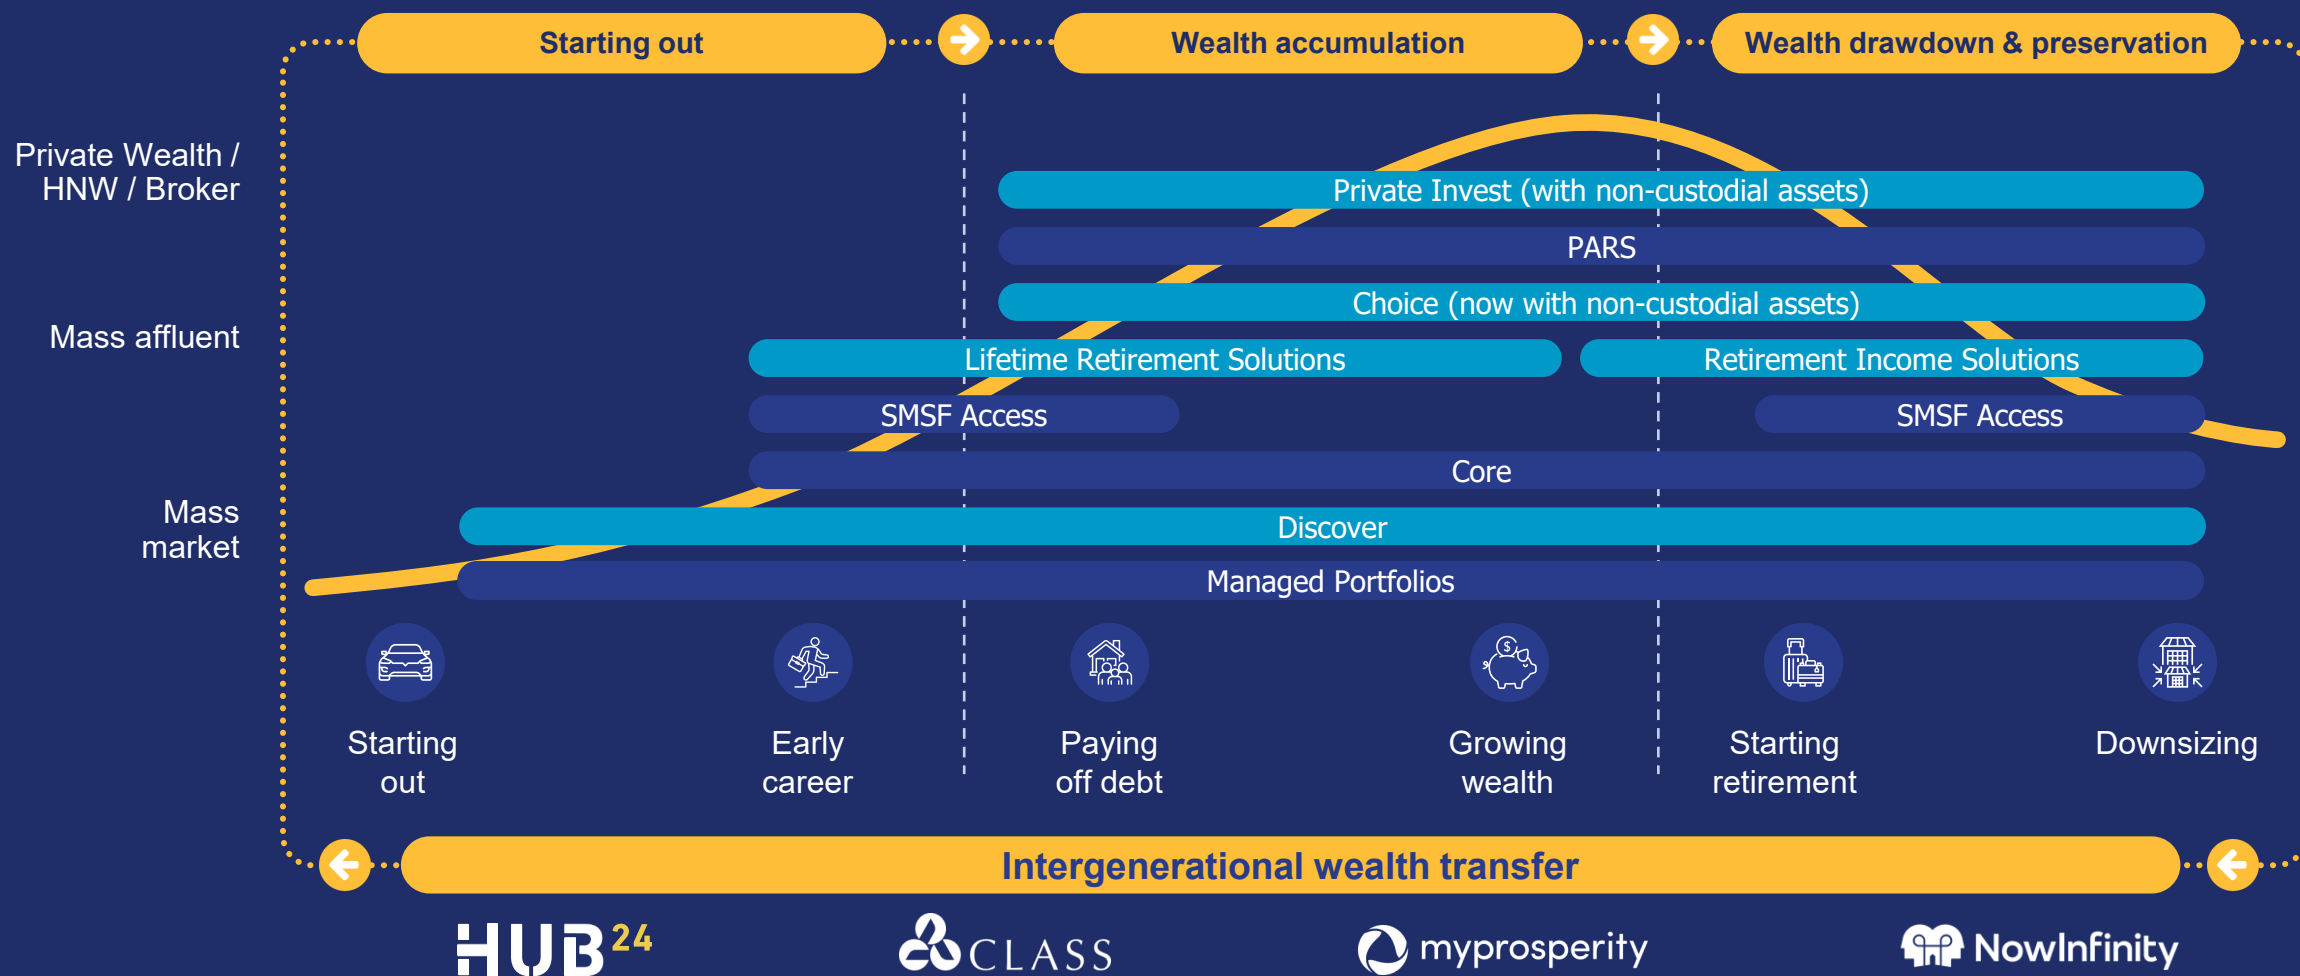 Starting out
Wealth accumulation
Wealth drawdown & preservation
Private Wealth /
HNW / Broker
Private Invest (with non-custodial assets)
PARS
Choice (now with non-custodial assets)
Mass affluent
Lifetime Retirement Solutions
Retirement Income Solutions
SMSF Access
SMSF Access
Core
Mass
market
Discover
Managed Portfolios
$
Starting
out
Early
career
Paying
off debt
Growing
wealth
Starting
retirement
Downsizing
Intergenerational wealth transfer
HUB24
CLASS
myprosperity
NowInfinity